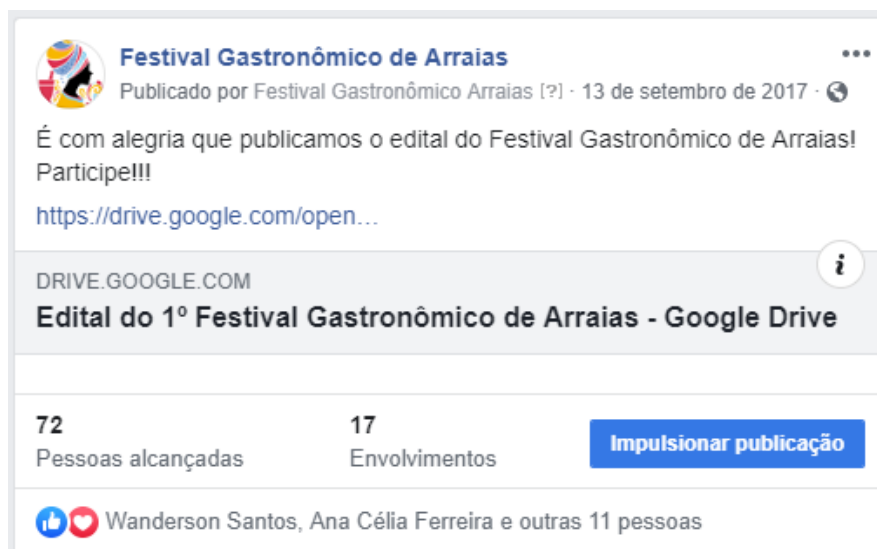 Festival Gastronômico de Arraias
Publicado por Festival Gastronômico Arraias [?] · 13 de setembro de 2017 ·
É com alegria que publicamos o edital do Festival Gastronômico de Arraias!
Participe!!!
https://drive.google.com/open...
DRIVE.GOOGLE.COM
i
Edital do 1º Festival Gastronômico de Arraias - Google Drive
72 17
Impulsionar publicação
Pessoas alcançadas Envolvimentos
Wanderson Santos, Ana Célia Ferreira e outras 11 pessoas